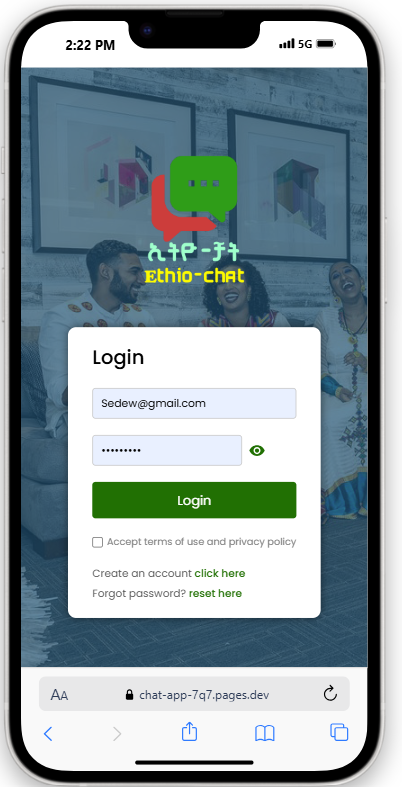 2:22 PM
5G
ኢትዮ-ቻት
Ethio-chat
Login
Sedew@gmail.com
•••••••••
Login
Accept terms of use and privacy policy
Create an account click here
Forgot password? reset here
AA
chat-app-7q7.pages.dev